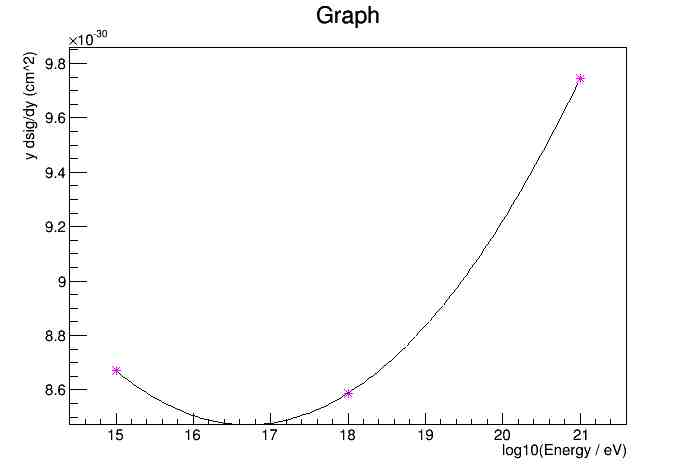 Graph
×10^-30
y dsig/dy (cm^2)
9.8
9.6
9.4
9.2
9
8.8
8.6
15 16 17 18 19 20 21
log10(Energy / eV)